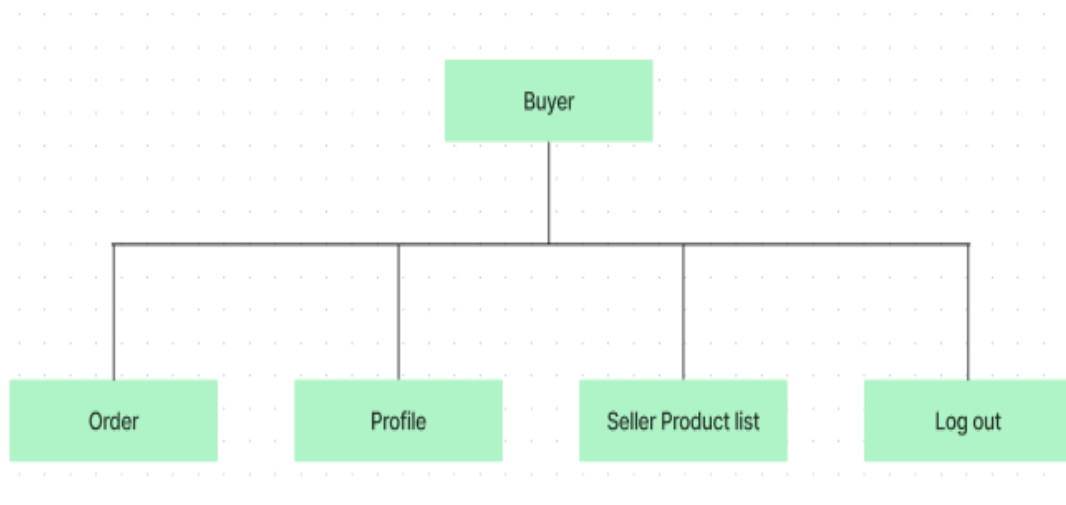 Buyer
Order
Profile
Seller Product list
Log out